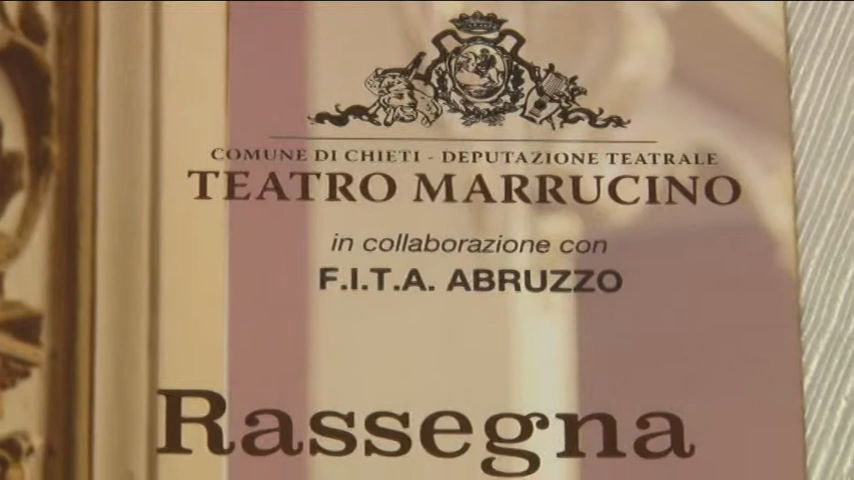 COMUNE DI CHIETI - DEPUTAZIONE TEATRALE
TEATRO MARRUCINO
in collaborazione con
F.I.T.A. ABRUZZO
Rassegna